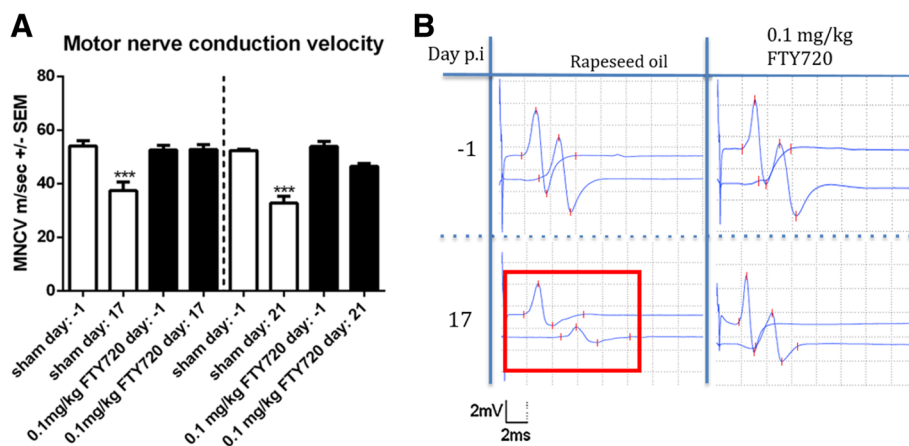 A
Motor nerve conduction velocity
MNCV m/sec +/- SEM
80
60
40
20
0
***
***
sham day: -1
sham day: 17
0.1mg/kg FTY720 day: -1
0.1mg/kg FTY720 day: 17
sham day: -1
sham day: 21
0.1 mg/kg FTY720 day: -1
0.1 mg/kg FTY720 day: 21
B
Day p.i
Rapeseed oil
0.1 mg/kg
FTY720
-1
17
2mV
2ms